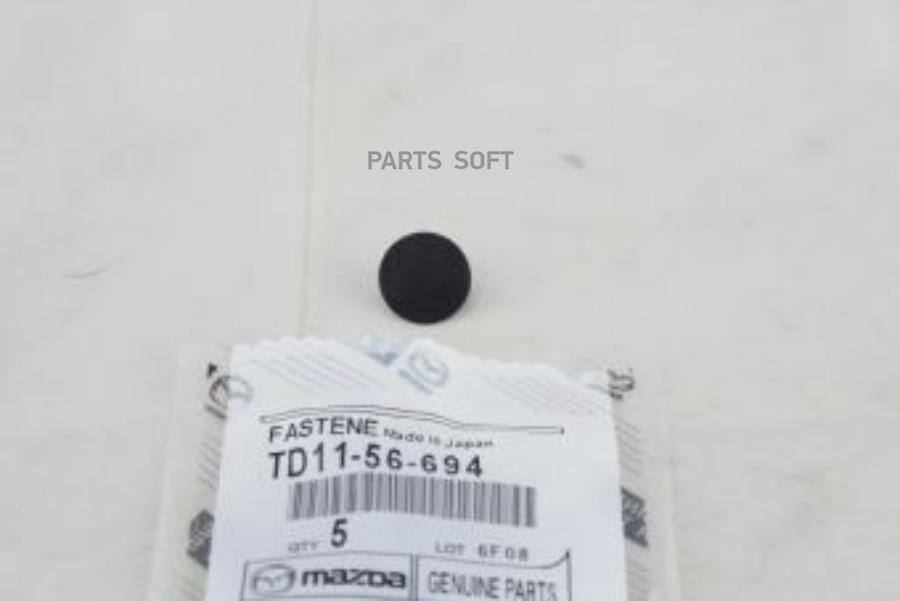 PARTS SOFT
FASTENE Made in Japan
TD11-56-694
QTY 5 LOT 6F08
mazda GENUINE PARTS